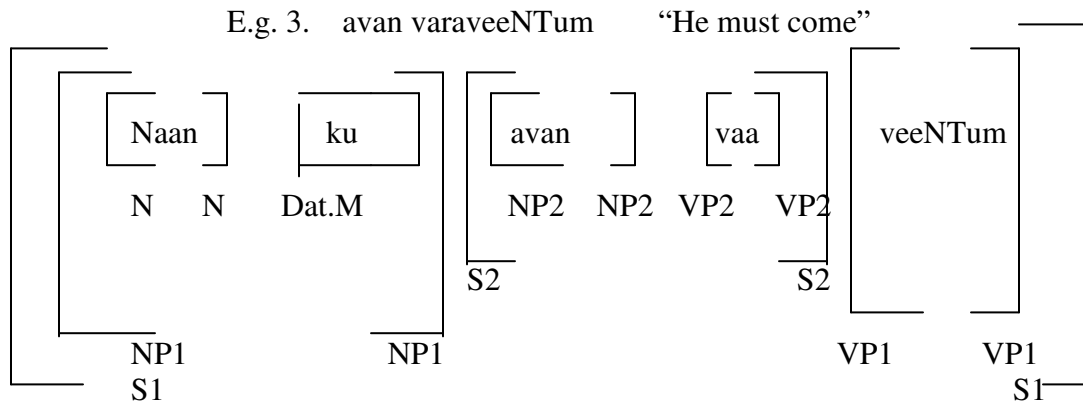 E.g. 3. avan varaveeNTum “He must come”
Naan ku avan vaa veeNTum
N N Dat.M NP2 NP2 VP2 VP2
S2 S2
NP1 NP1 VP1 VP1
S1 S1